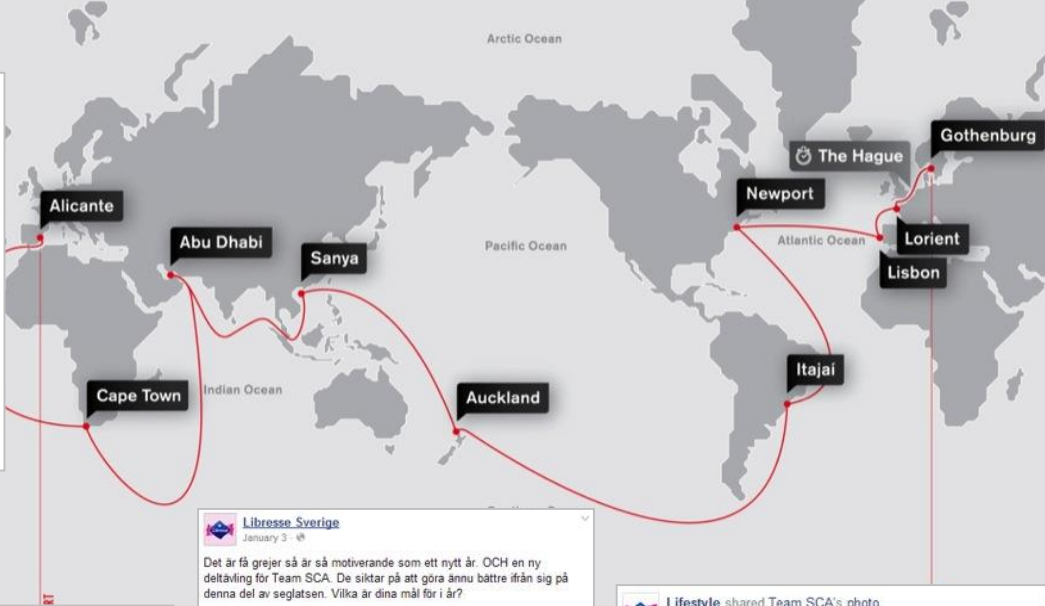 Arctic Ocean
Gothenburg
The Hague
Newport
Alicante
Abu Dhabi
Sanya
Pacific Ocean
Atlantic Ocean
Lorient
Lisbon
Itajaí
Cape Town
Indian Ocean
Auckland
Libresse Sverige
January 3
Det är få grejer så är så motiverande som ett nytt år. OCH en ny
deltävling för Team SCA. De siktar på att göra ännu bättre ifrån sig på
denna del av seglatsen. Vilka är dina mål för i år?
Lifestyle shared Team SCA's photo
RT